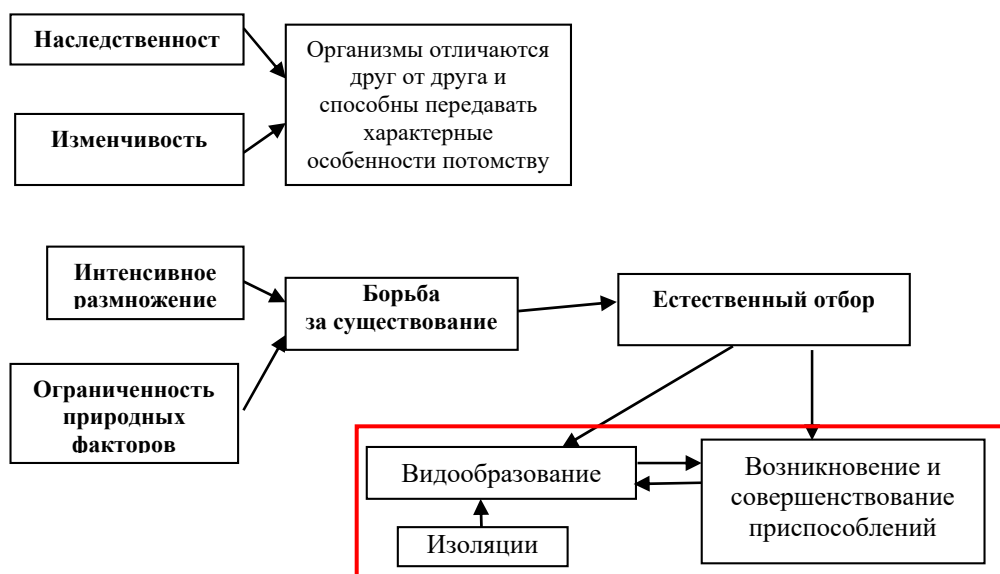 Наследственност
Организмы отличаются
друг от друга и
способны передавать
характерные
особенности потомству
Изменчивость
Интенсивное
размножение
Борьба
за существование
Естественный отбор
Ограниченность
природных
факторов
Видообразование
Возникновение и
совершенствование
приспособлений
Изоляции